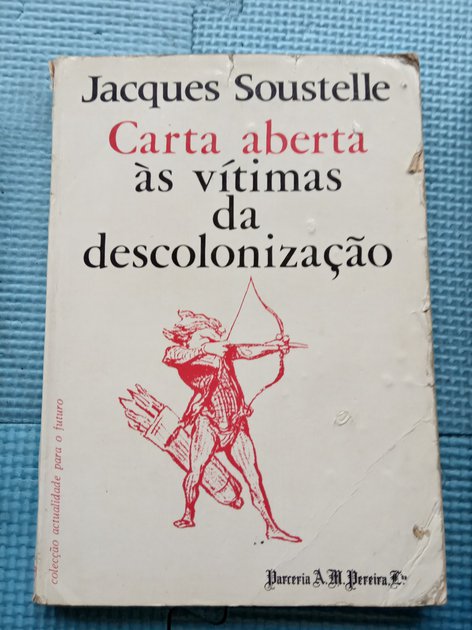 Jacques Soustelle
Carta aberta
às vítimas
da
descolonização
colecção actualidade para o futuro
Parceria A. M. Pereira, L.da